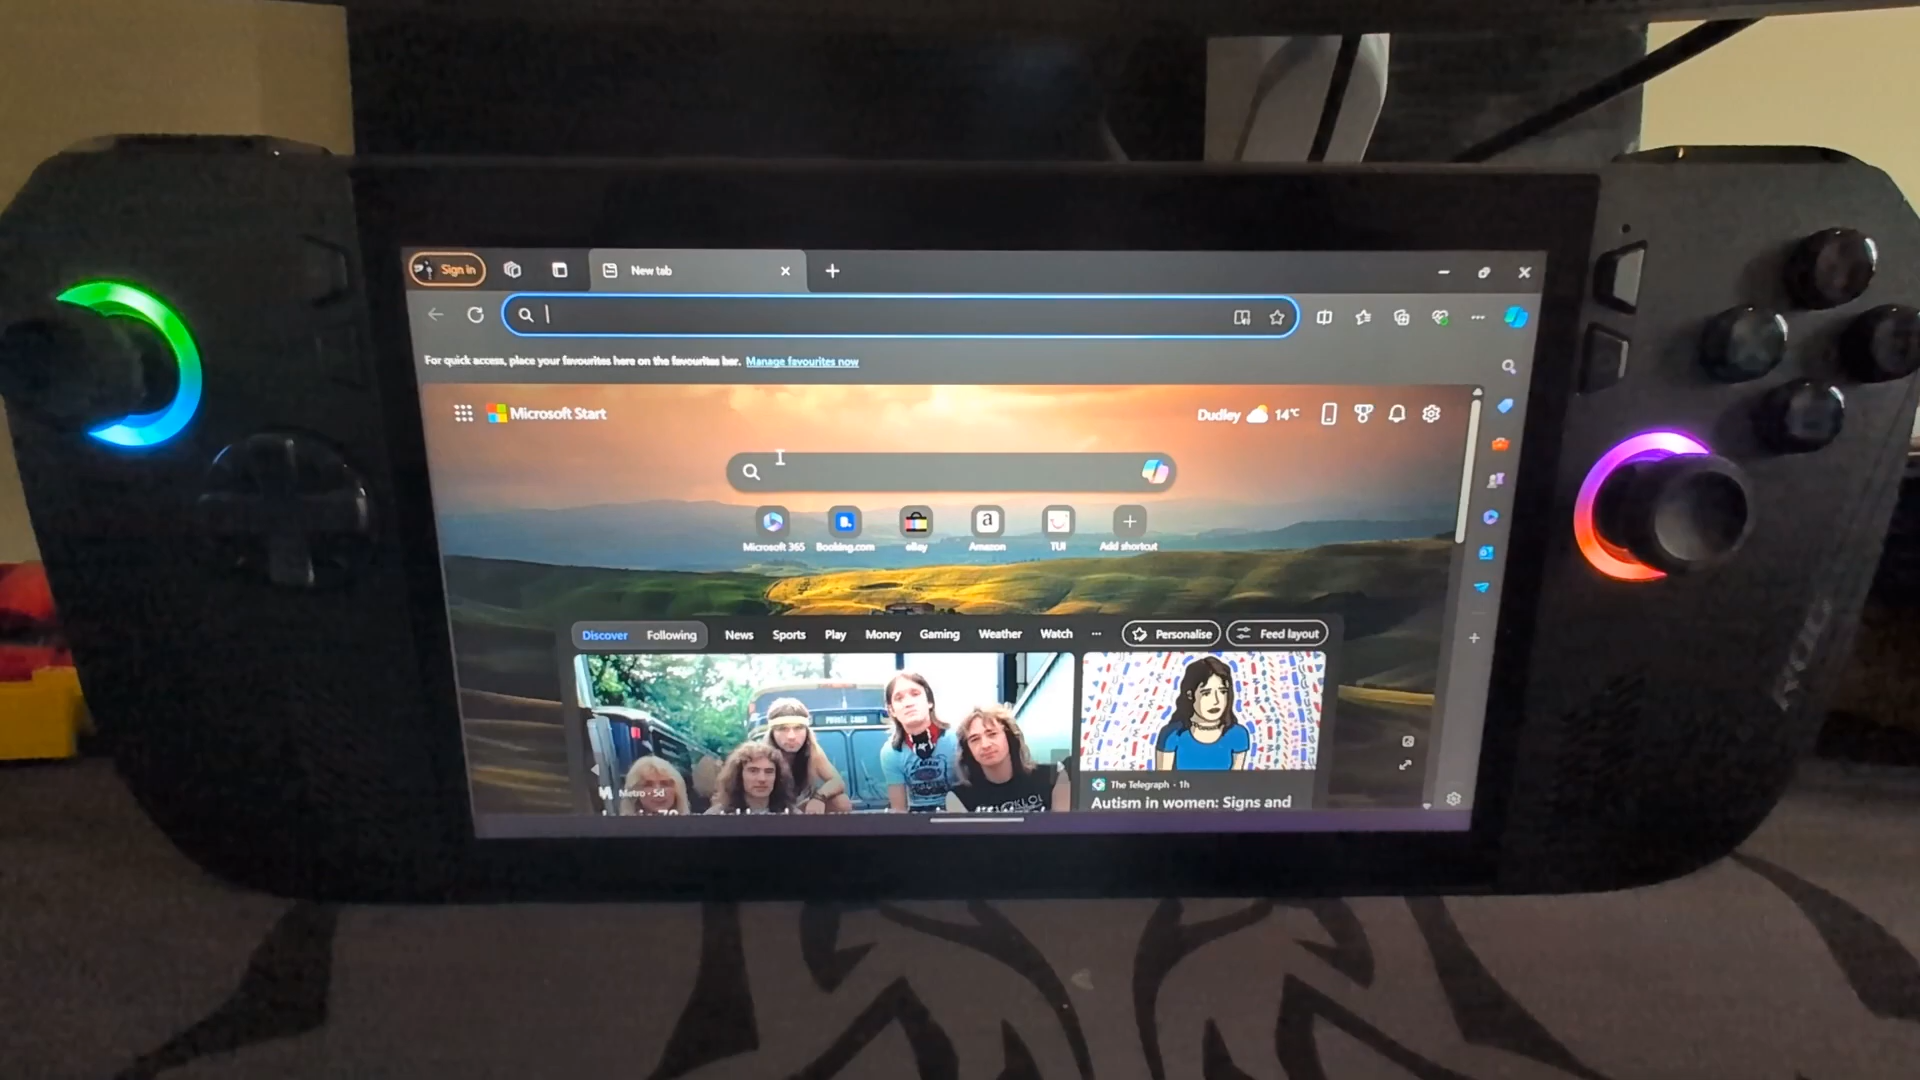 Sign in
New tab
For quick access, place your favourites here on the favourites bar. Manage favourites now
Microsoft Start
Dudley 14°C
Microsoft 365 Booking.com eBay Amazon TUI Add shortcut
Discover Following News Sports Play Money Gaming Weather Watch ... Personalise Feed layout
PRIVATE
Metro · 5d
The Telegraph · 1h
Autism in women: Signs and